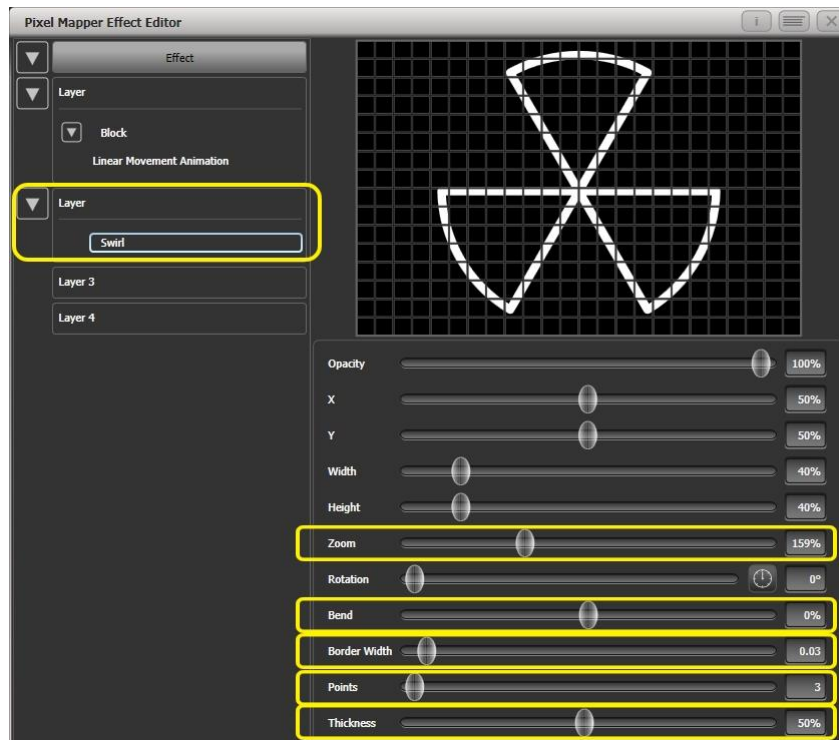 Pixel Mapper Effect Editor
i
Effect
Layer
Block
Linear Movement Animation
Layer
Swirl
Layer 3
Layer 4
Opacity 100%
X 50%
Y 50%
Width 40%
Height 40%
Zoom 159%
Rotation 0°
Bend 0%
Border Width 0.03
Points 3
Thickness 50%